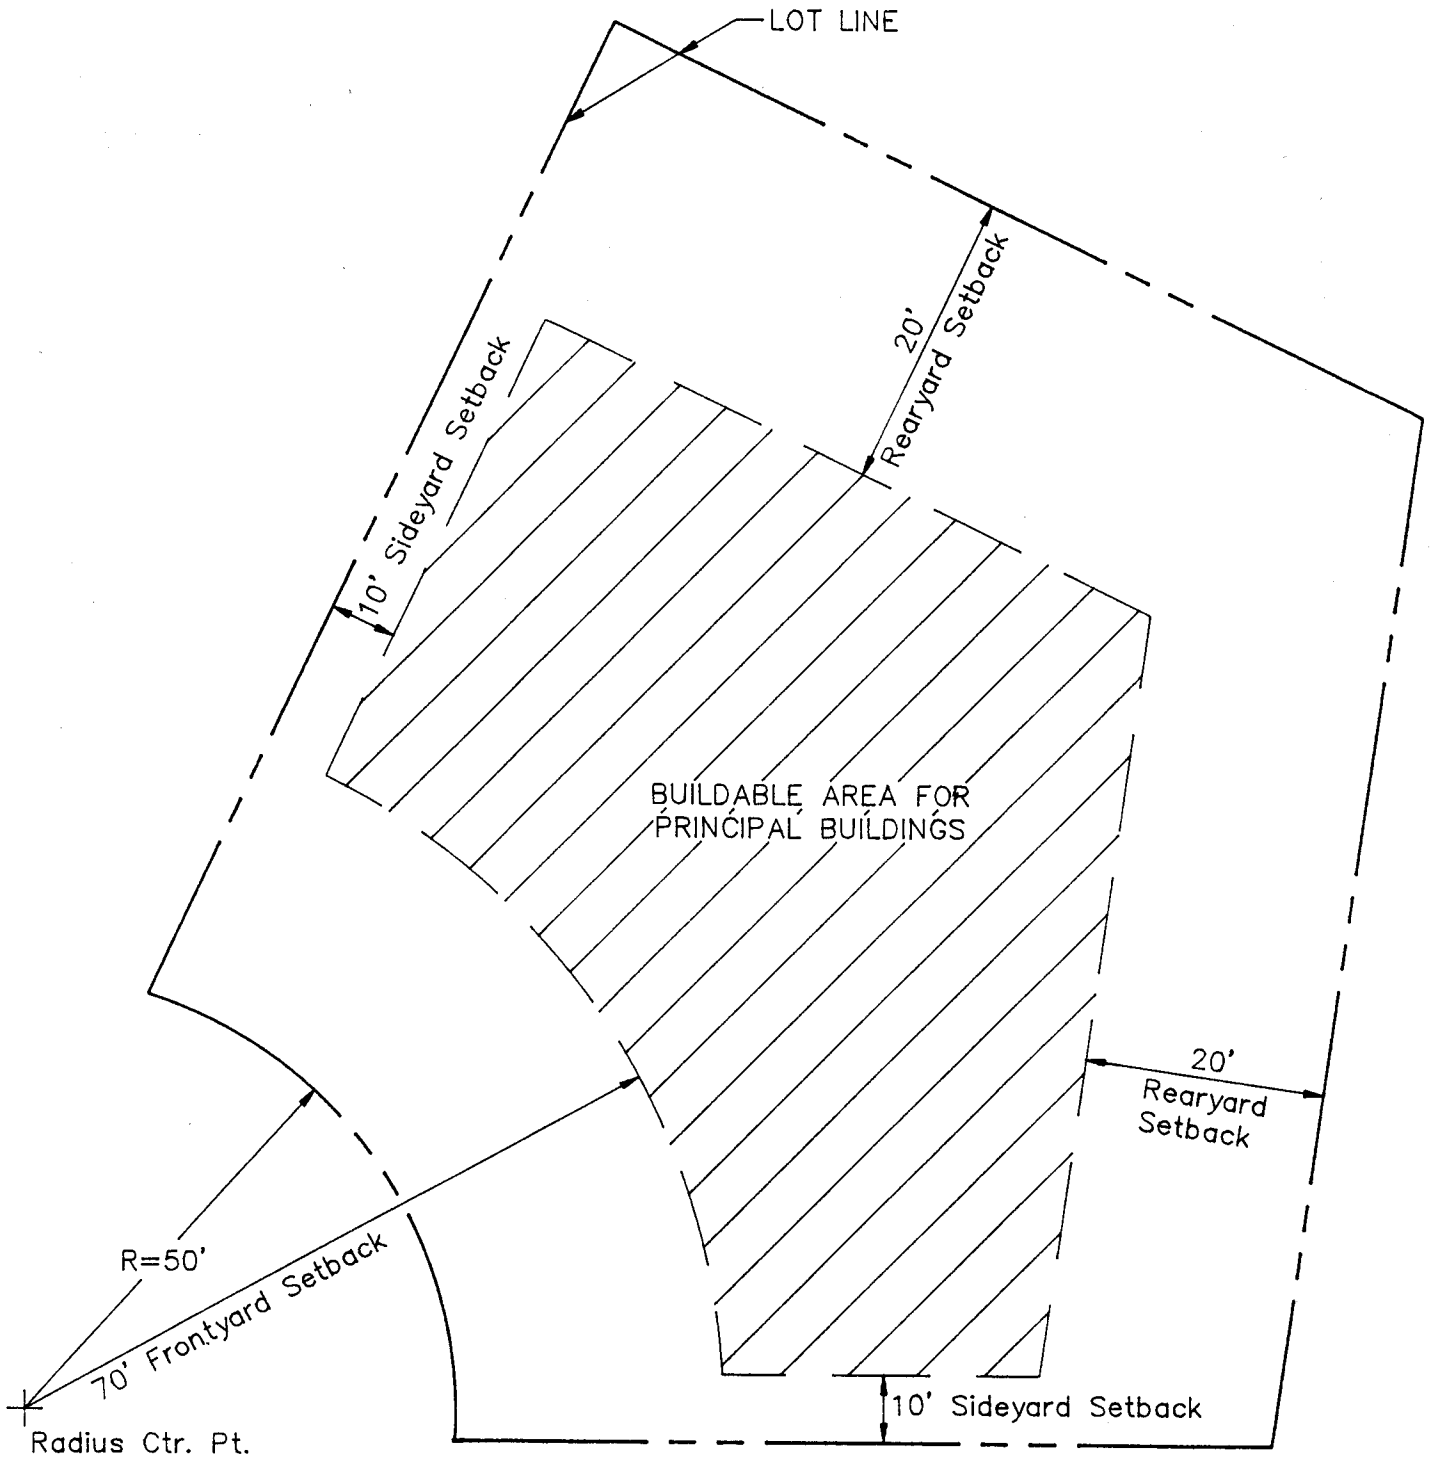 LOT LINE
20'
Rearyard Setback
10' Sideyard Setback
BUILDABLE AREA FOR
PRINCIPAL BUILDINGS
20'
Rearyard
Setback
R=50'
70' Frontyard Setback
10' Sideyard Setback
Radius Ctr. Pt.